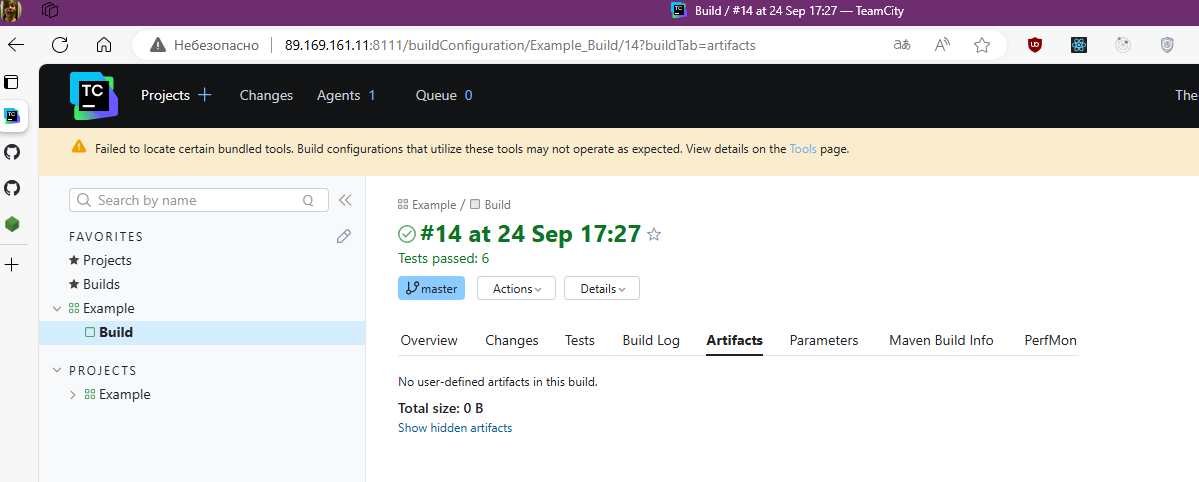 Build / #14 at 24 Sep 17:27 — TeamCity
Небезопасно 89.169.161.11:8111/buildConfiguration/Example_Build/14?buildTab=artifacts
TC Projects Changes Agents 1 Queue 0 The
Failed to locate certain bundled tools. Build configurations that utilize these tools may not operate as expected. View details on the Tools page.
Search by name Q
FAVORITES
Projects
Builds
Example
Build
PROJECTS
Example
Example / Build
#14 at 24 Sep 17:27
Tests passed: 6
master Actions Details
Overview Changes Tests Build Log Artifacts Parameters Maven Build Info PerfMon
No user-defined artifacts in this build.
Total size: 0 B
Show hidden artifacts